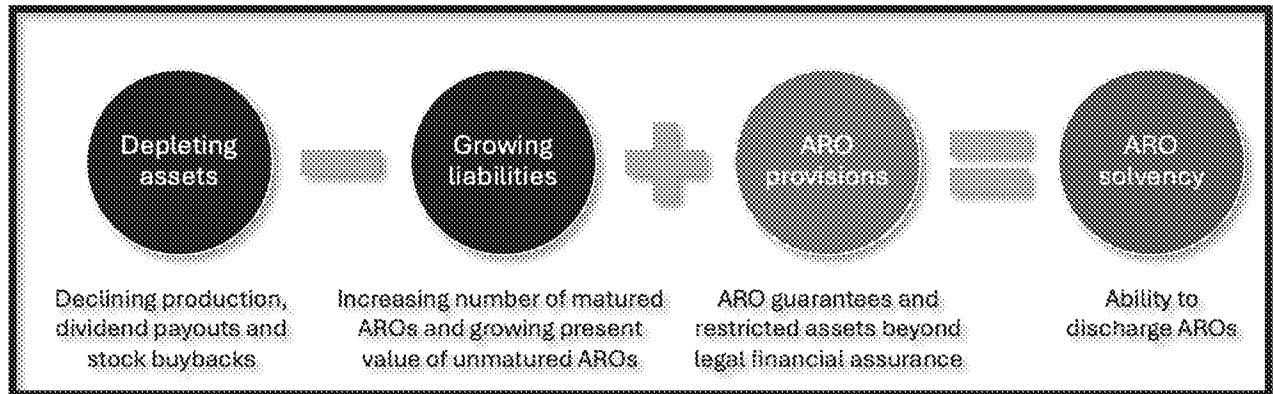 Depleting
assets
Growing
liabilities
ARO
provisions
ARO
solvency
Declining production,
dividend payouts and
stock buybacks
Increasing number of matured
AROs and growing present
value of unmatured AROs
ARO guarantees and
restricted assets beyond
legal financial assurance
Ability to
discharge AROs